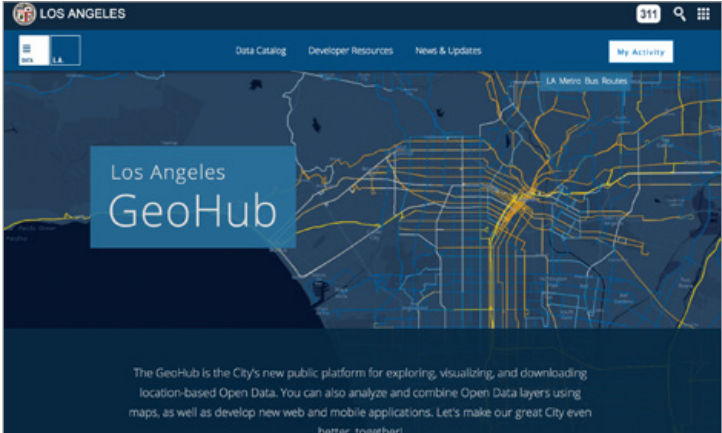 LOS ANGELES
311
DATA
L.A.
Data Catalog Developer Resources News & Updates
My Activity
LA Metro Bus Routes
Los Angeles
GeoHub
The GeoHub is the City's new public platform for exploring, visualizing, and downloading
location-based Open Data. You can also analyze and combine Open Data layers using
maps, as well as develop new web and mobile applications. Let's make our great City even
better, together!